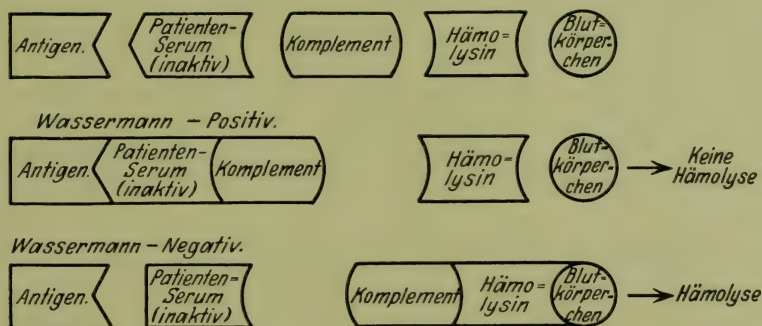 Antigen.
Patienten-
Serum
(inaktiv)
Komplement
Hämo=
lysin
Blut=
körper=
chen
Wassermann – Positiv.
Antigen.
Patienten-
Serum
(inaktiv)
Komplement
Hämo=
lysin
Blut=
körper=
chen
Keine
Hämolyse
Wassermann – Negativ.
Antigen.
Patienten=
Serum
(inaktiv)
Komplement
Hämo=
lysin
Blut=
körper=
chen
Hämolyse